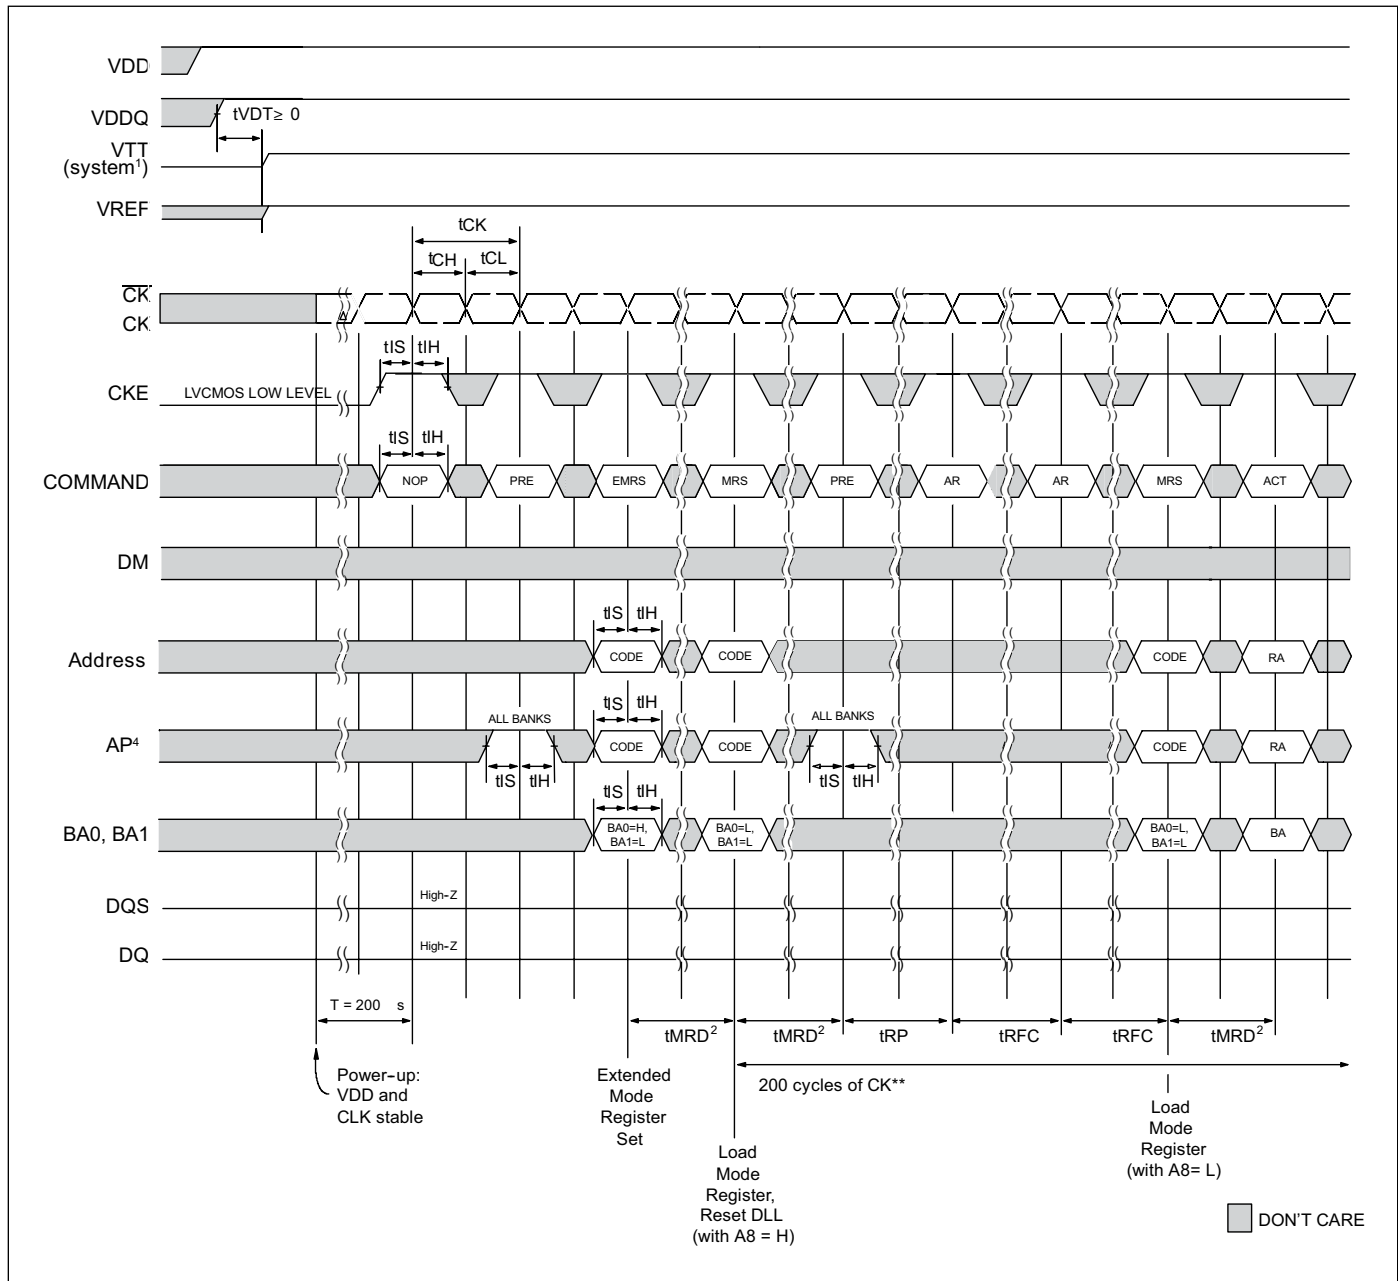 VDD
VDDQ
tVDT≥ 0
VTT
(system¹)
VREF
tCK
tCH
tCL
CK
CK
tIS
tIH
CKE
LVCMOS LOW LEVEL
tIS
tIH
COMMAND
NOP
PRE
EMRS
MRS
PRE
AR
AR
MRS
ACT
DM
tIS
tIH
Address
CODE
CODE
CODE
RA
ALL BANKS
tIS
tIH
ALL BANKS
AP⁴
CODE
CODE
CODE
RA
tIS
tIH
tIS
tIH
tIS
tIH
BA0, BA1
BA0=H,
BA1=L
BA0=L,
BA1=L
BA0=L,
BA1=L
BA
DQS
High-Z
DQ
High-Z
T = 200 s
tMRD²
tMRD²
tRP
tRFC
tRFC
tMRD²
Power-up:
VDD and
CLK stable
Extended
Mode
Register
Set
200 cycles of CK**
Load
Mode
Register,
Reset DLL
(with A8 = H)
Load
Mode
Register
(with A8= L)
DON'T CARE